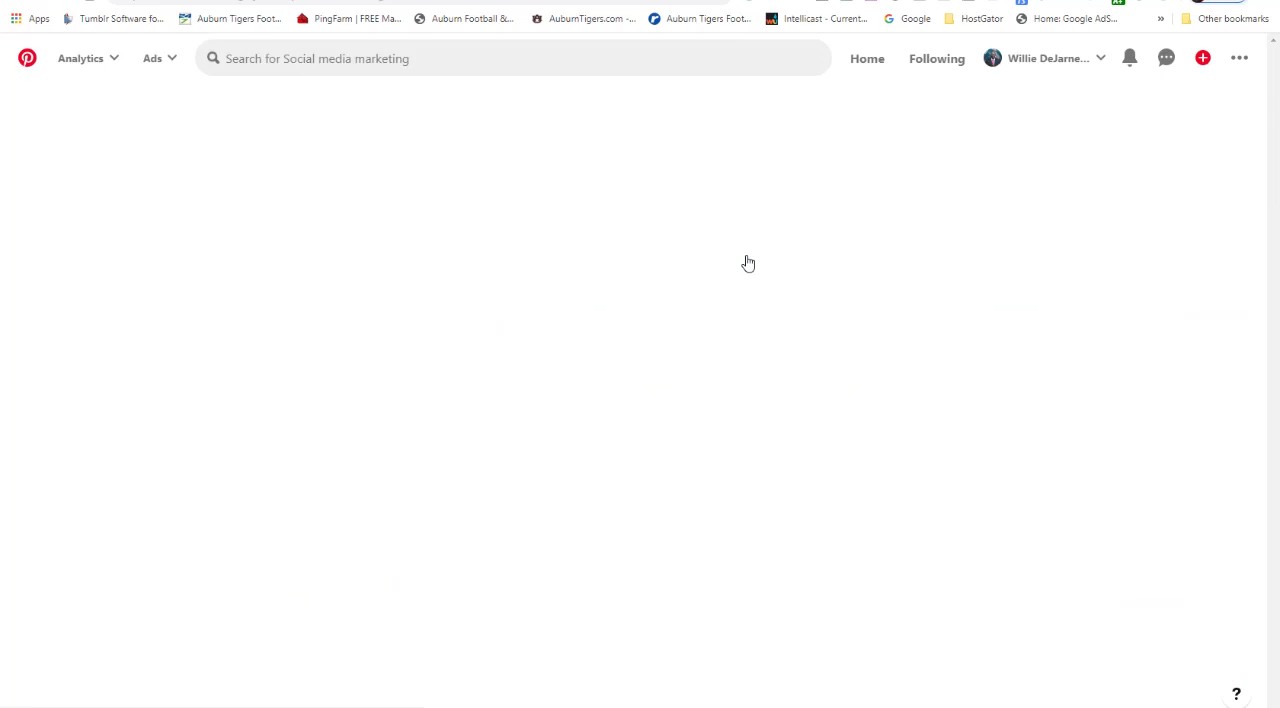 Apps Tumblr Software fo... Auburn Tigers Foot... PingFarm | FREE Ma... Auburn Football &... AuburnTigers.com -... Auburn Tigers Foot... Intellicast - Current... Google HostGator Home: Google AdS... » Other bookmarks
Analytics Ads Search for Social media marketing Home Following Willie DeJarne...
?